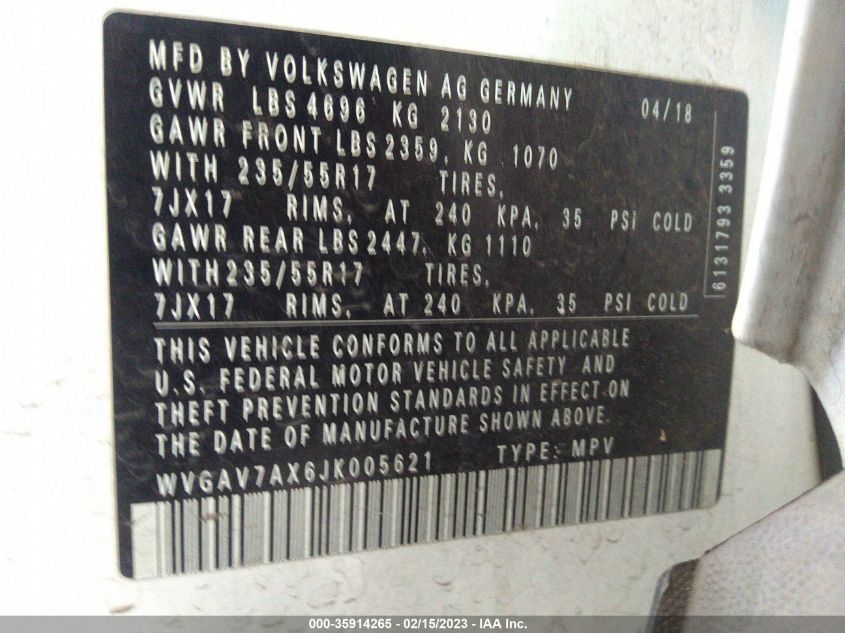 MFD BY VOLKSWAGEN AG GERMANY
GVWR LBS 4696 KG 2130 04/18
GAWR FRONT LBS 2359, KG 1070
WITH 235/55R17 TIRES,
7JX17 RIMS, AT 240 KPA, 35 PSI COLD
GAWR REAR LBS 2447, KG 1110
WITH 235/55R17 TIRES,
7JX17 RIMS, AT 240 KPA, 35 PSI COLD
6131793 3359
THIS VEHICLE CONFORMS TO ALL APPLICABLE
U.S. FEDERAL MOTOR VEHICLE SAFETY AND
THEFT PREVENTION STANDARDS IN EFFECT ON
THE DATE OF MANUFACTURE SHOWN ABOVE.
WVGAV7AX6JK005621 TYPE: MPV
000-35914265 - 02/15/2023 - IAA Inc.